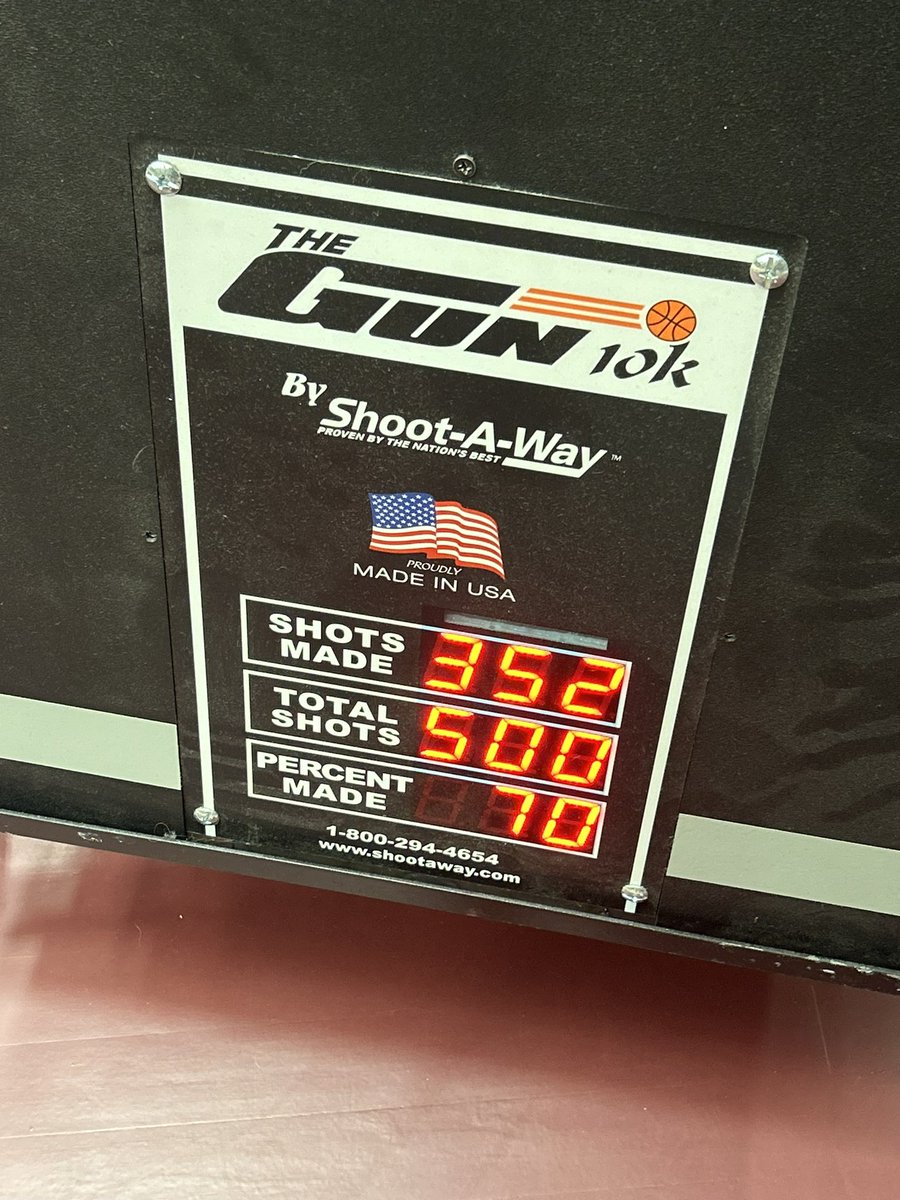 THE
GUN 10k
By Shoot-A-Way™
PROVEN BY THE NATION'S BEST
PROUDLY
MADE IN USA
SHOTS MADE 352
TOTAL SHOTS 500
PERCENT MADE 70
1-800-294-4654
www.shootaway.com